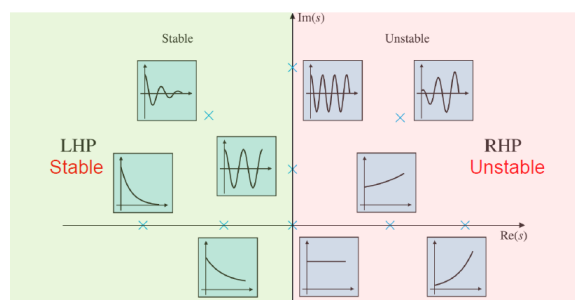 Im(s)
Stable
Unstable
LHP
Stable
RHP
Unstable
Re(s)